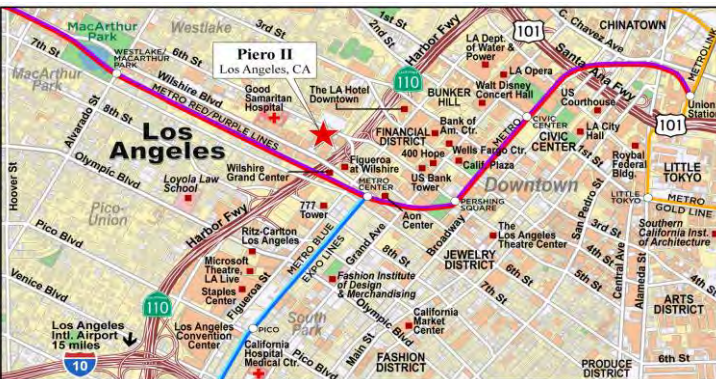 MacArthur
Park
Westlake
3rd St
1st St
2nd St
Harbor Fwy
101
C. Chavez Ave
CHINATOWN
METROLINK
7th St
WESTLAKE/
MACARTHUR
PARK
6th St
Piero II
Los Angeles, CA
110
LA Dept.
of Water &
Power
LA Opera
Santa Ana Fwy
MacArthur
Park
Wilshire Blvd
Good
Samaritan
Hospital
The LA Hotel
Downtown
BUNKER
HILL
Walt Disney
Concert Hall
US
Courthouse
Union
Station
101
METRO RED/PURPLE LINES
Alvarado St
8th St
Los
Angeles
FINANCIAL
DISTRICT
Bank of
Am. Ctr.
METRO
CIVIC
CENTER
CIVIC
CENTER
LA City
Hall
1st St
Roybal
Federal
Bldg.
LITTLE
TOKYO
Olympic Blvd
Loyola Law
School
Wilshire
Grand Center
Figueroa
at Wilshire
400 Hope
Wells Fargo Ctr.
Calif. Plaza
US Bank
Tower
METRO
CENTER
Downtown
Hoover St
Pico-
Union
Harbor Fwy
777
Tower
Aon
Center
PERSHING
SQUARE
Broadway
San Pedro St
LITTLE
TOKYO
METRO
GOLD LINE
Pico Blvd
Ritz-Carlton
Los Angeles
METRO BLUE
EXPO LINES
Grand Ave
8th St
JEWELRY
DISTRICT
The
Los Angeles
Theatre Center
3rd St
4th St
Southern
California Inst.
of Architecture
Venice Blvd
Microsoft
Theatre,
LA Live
Staples
Center
Figueroa St
Fashion Institute
of Design
& Merchandising
6th St
7th St
5th St
Central Ave
Alameda St
4th St
ARTS
DISTRICT
110
Los Angeles
Intl. Airport
15 miles
10
Los Angeles
Convention
Center
PICO
South
Park
Olympic Blvd
California
Market
Center
California
Hospital
Medical Ctr.
Pico Blvd
Main St
FASHION
DISTRICT
PRODUCE
DISTRICT
6th St